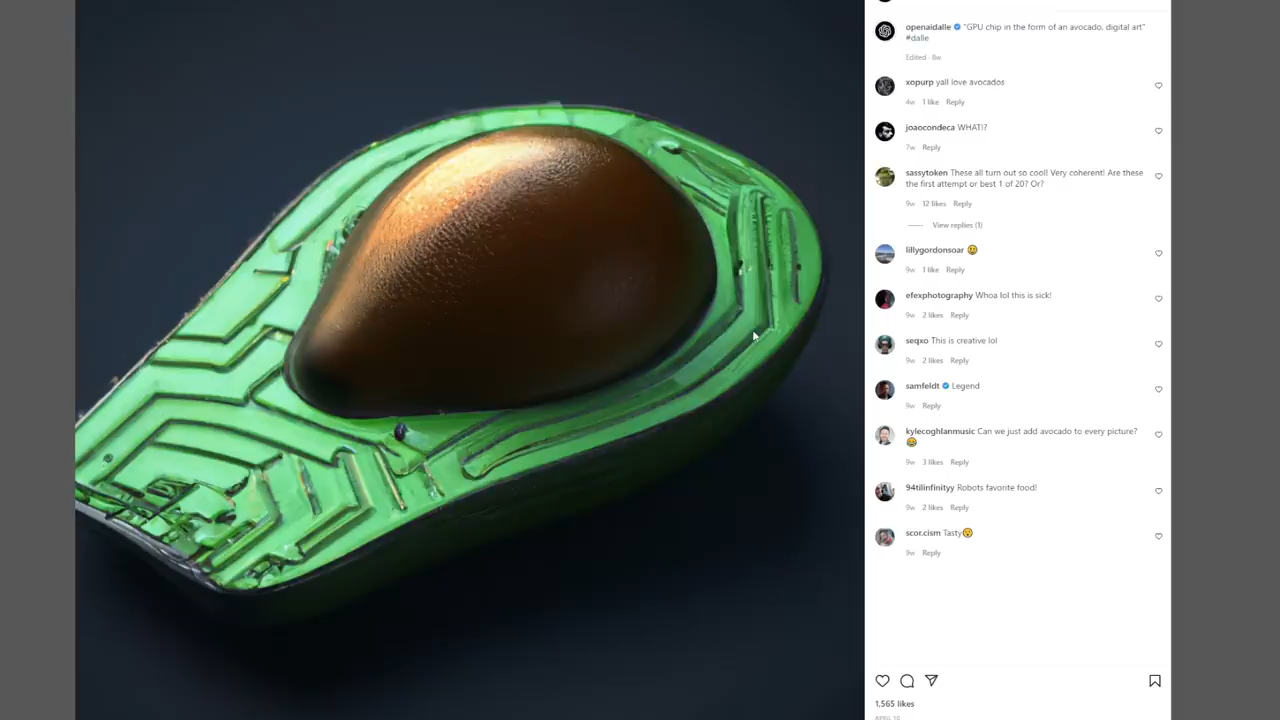 openaidalle "GPU chip in the form of an avocado, digital art"
#dalle
Edited · 8w
xopurp yall love avocados
4w 1 like Reply
joaocondeca WHAT!?
7w Reply
sassytoken These all turn out so cool! Very coherent! Are these
the first attempt or best 1 of 20? Or?
9w 12 likes Reply
View replies (1)
lillygordonsoar 🙂
9w 1 like Reply
efexphotography Whoa lol this is sick!
9w 2 likes Reply
seqxo This is creative lol
9w 2 likes Reply
samfeldt Legend
9w Reply
kylecoghlanmusic Can we just add avocado to every picture?
😂
9w 3 likes Reply
94tilinfinityy Robots favorite food!
9w 2 likes Reply
scor.cism Tasty😲
9w Reply
1,565 likes
APRIL 10